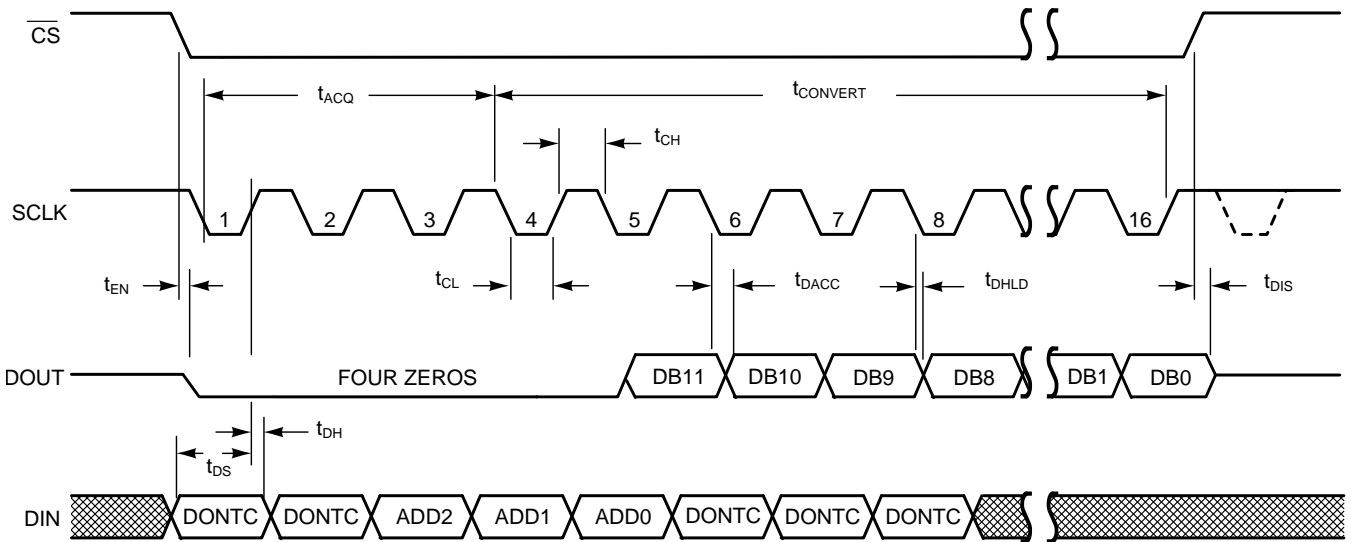 CS
tACQ tCONVERT
tCH
SCLK 1 2 3 4 5 6 7 8 16
tEN tCL tDACC tDHLD tDIS
DOUT FOUR ZEROS DB11 DB10 DB9 DB8 DB1 DB0
tDH
tDS
DIN DONTC DONTC ADD2 ADD1 ADD0 DONTC DONTC DONTC